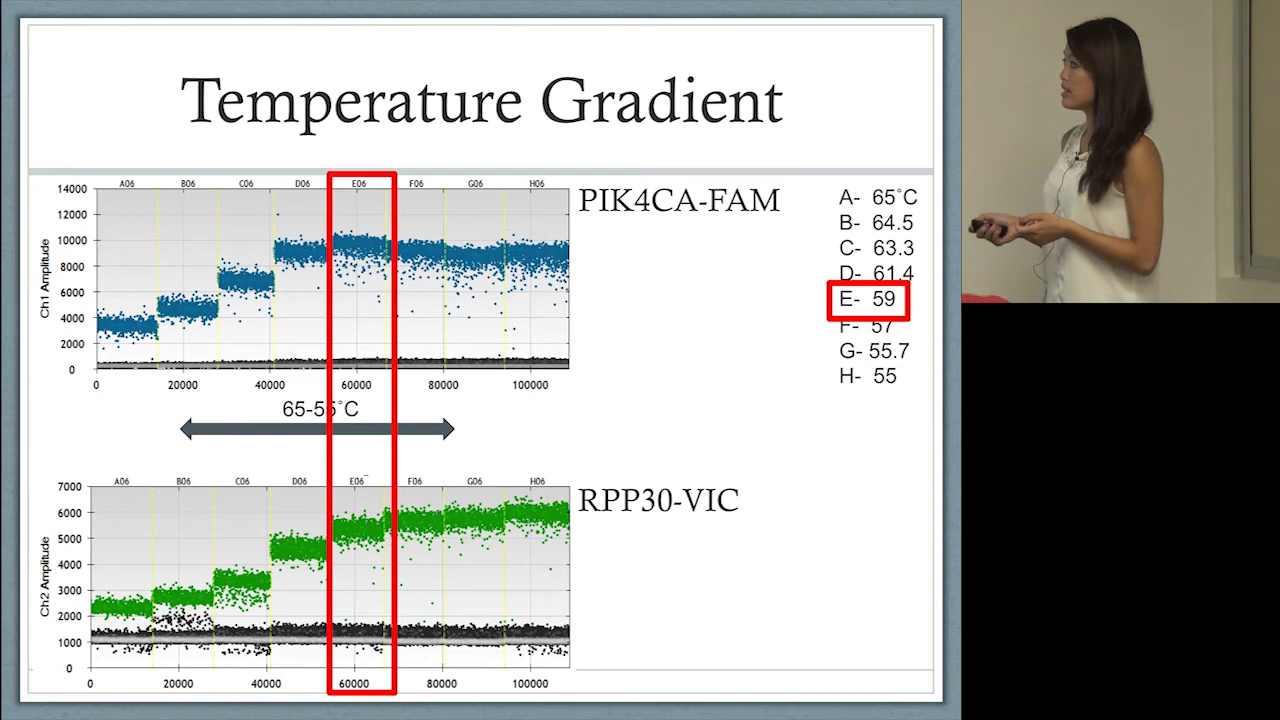 Temperature Gradient
A06 B06 C06 D06 E06 F06 G06 H06
14000
12000
10000
8000
6000
4000
2000
0
Ch1 Amplitude
0 20000 40000 60000 80000 100000
PIK4CA-FAM
A- 65˚C
B- 64.5
C- 63.3
D- 61.4
E- 59
F- 57
G- 55.7
H- 55
65-55˚C
A06 B06 C06 D06 E06 F06 G06 H06
7000
6000
5000
4000
3000
2000
1000
0
Ch2 Amplitude
0 20000 40000 60000 80000 100000
RPP30-VIC